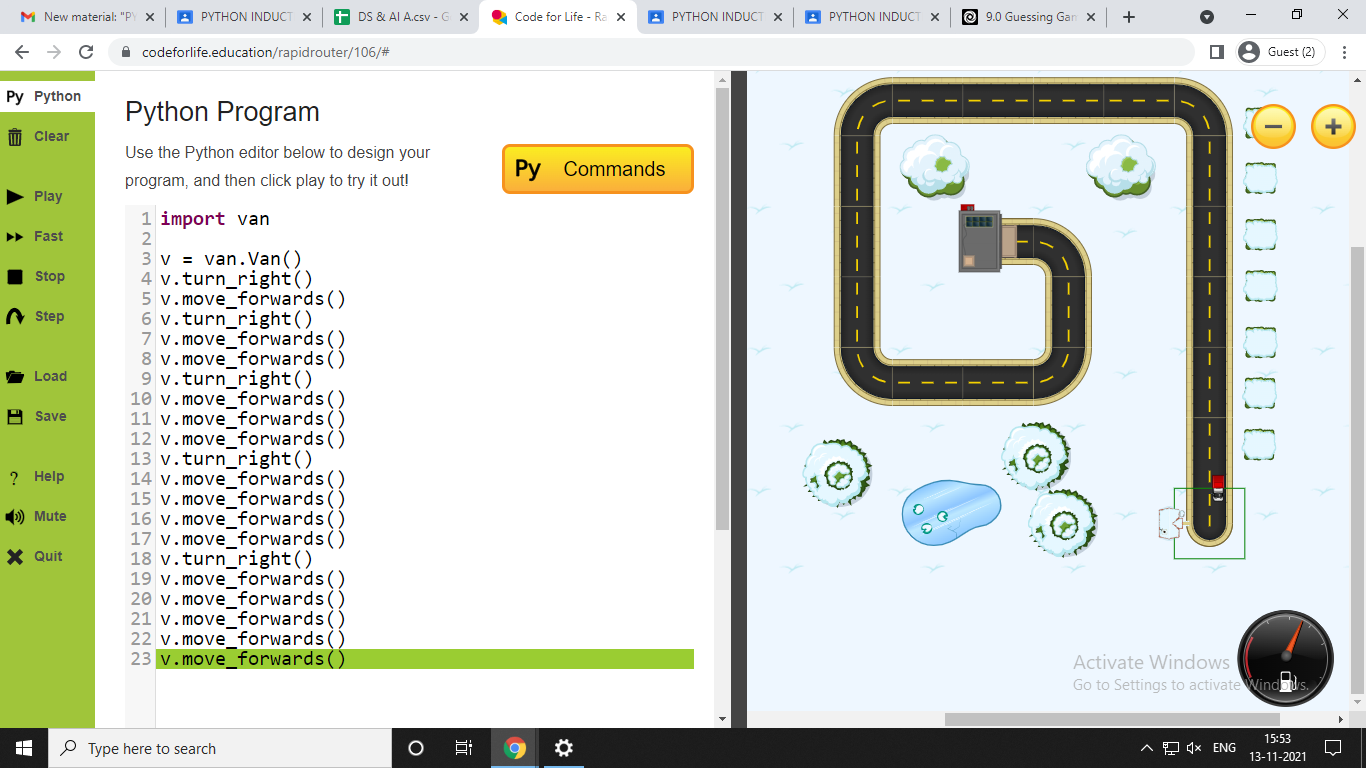 New material: "PY
PYTHON INDUCT
DS & AI A.csv - G
Code for Life - Ra
PYTHON INDUCT
PYTHON INDUCT
9.0 Guessing Gam
codeforlife.education/rapidrouter/106/#
Guest (2)
Py Python
Clear
Play
Fast
Stop
Step
Load
Save
? Help
Mute
Quit
Python Program
Use the Python editor below to design your
program, and then click play to try it out!
Py Commands
1 import van
2
3 v = van.Van()
4 v.turn_right()
5 v.move_forwards()
6 v.turn_right()
7 v.move_forwards()
8 v.move_forwards()
9 v.turn_right()
10 v.move_forwards()
11 v.move_forwards()
12 v.move_forwards()
13 v.turn_right()
14 v.move_forwards()
15 v.move_forwards()
16 v.move_forwards()
17 v.move_forwards()
18 v.turn_right()
19 v.move_forwards()
20 v.move_forwards()
21 v.move_forwards()
22 v.move_forwards()
23 v.move_forwards()
Activate Windows
Go to Settings to activate Windows.
Type here to search
ENG
15:53
13-11-2021